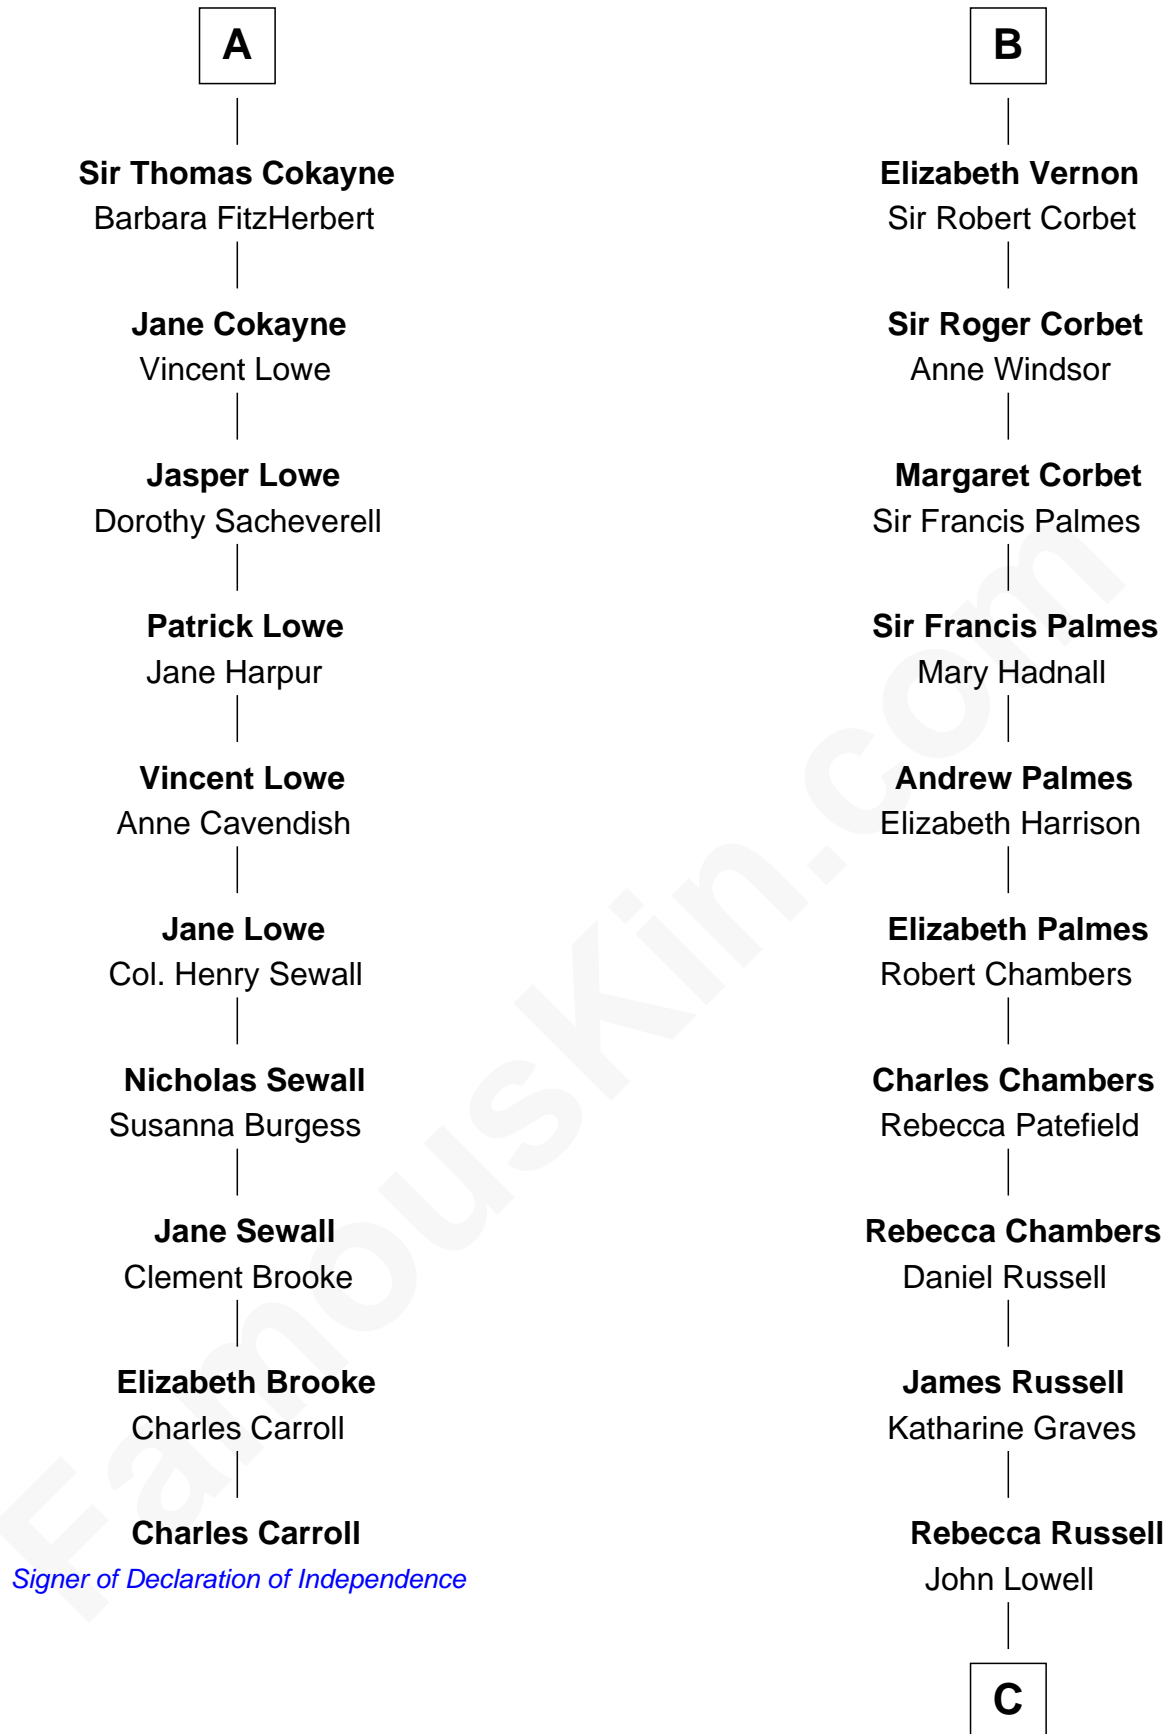 A
Sir Thomas Cokayne
Barbara FitzHerbert
Jane Cokayne
Vincent Lowe
Jasper Lowe
Dorothy Sacheverell
Patrick Lowe
Jane Harpur
Vincent Lowe
Anne Cavendish
Jane Lowe
Col. Henry Sewall
Nicholas Sewall
Susanna Burgess
Jane Sewall
Clement Brooke
Elizabeth Brooke
Charles Carroll
Charles Carroll
Signer of Declaration of Independence
B
Elizabeth Vernon
Sir Robert Corbet
Sir Roger Corbet
Anne Windsor
Margaret Corbet
Sir Francis Palmes
Sir Francis Palmes
Mary Hadnall
Andrew Palmes
Elizabeth Harrison
Elizabeth Palmes
Robert Chambers
Charles Chambers
Rebecca Patefield
Rebecca Chambers
Daniel Russell
James Russell
Katharine Graves
Rebecca Russell
John Lowell
C
FamousKin.com